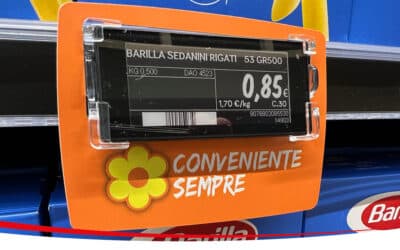 BARILLA SEDANINI RIGATI 53 GR500
KG 0,500 DAO 4523
0,85€
1,70 €/kg C.30
CONVENIENTE
SEMPRE
Barilla
Bar